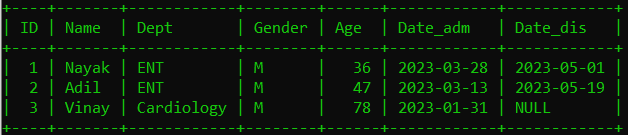 +----+-------+------------+--------+------+------------+------------+
| ID | Name  | Dept       | Gender | Age  | Date_adm   | Date_dis   |
+----+-------+------------+--------+------+------------+------------+
|  1 | Nayak | ENT        | M      |   36 | 2023-03-28 | 2023-05-01 |
|  2 | Adil  | ENT        | M      |   47 | 2023-03-13 | 2023-05-19 |
|  3 | Vinay | Cardiology | M      |   78 | 2023-01-31 | NULL       |
+----+-------+------------+--------+------+------------+------------+